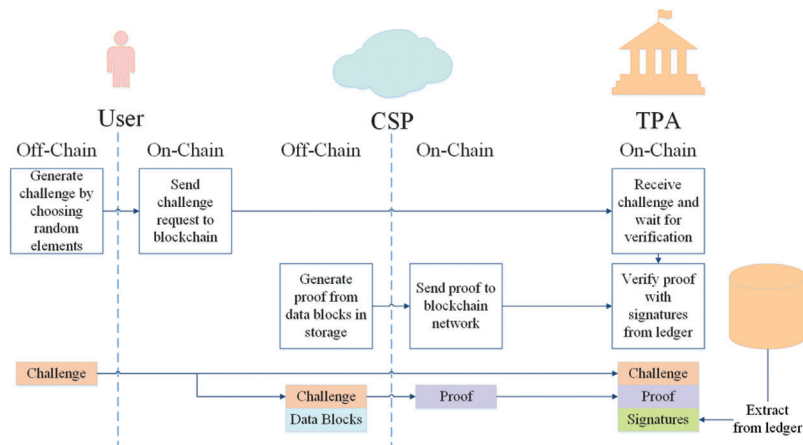 User
CSP
TPA
Off-Chain
On-Chain
Off-Chain
On-Chain
On-Chain
Generate
challenge by
choosing
random
elements
Send
challenge
request to
blockchain
Receive
challenge and
wait for
verification
Generate
proof from
data blocks in
storage
Send proof to
blockchain
network
Verify proof
with
signatures
from ledger
Challenge
Challenge
Data Blocks
Proof
Challenge
Proof
Signatures
Extract
from ledger